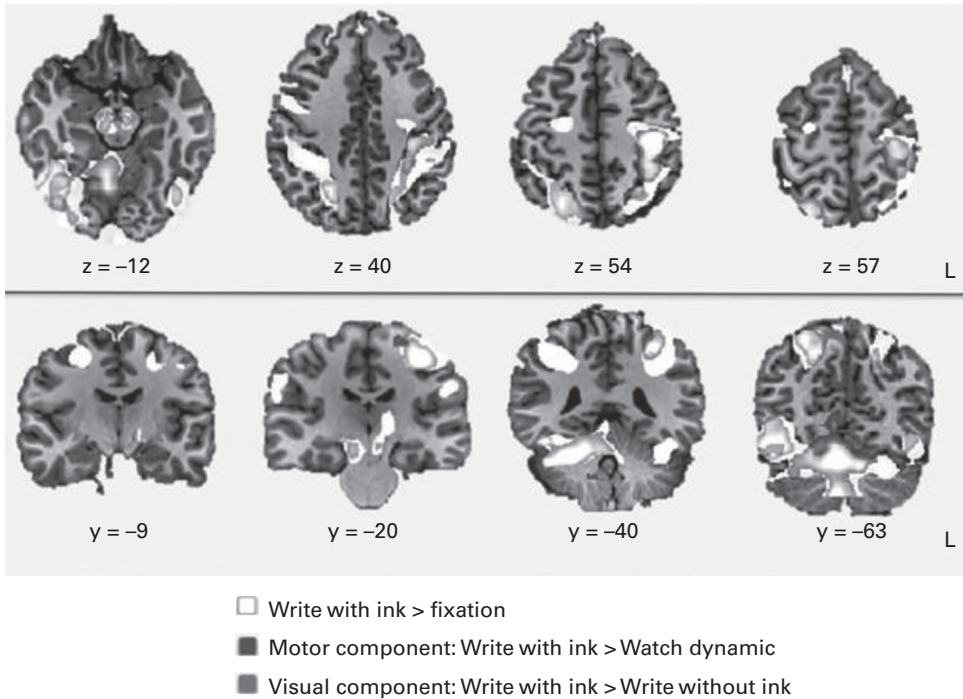 z = –12 z = 40 z = 54 z = 57 L
y = –9 y = –20 y = –40 y = –63 L
Write with ink > fixation
Motor component: Write with ink > Watch dynamic
Visual component: Write with ink > Write without ink